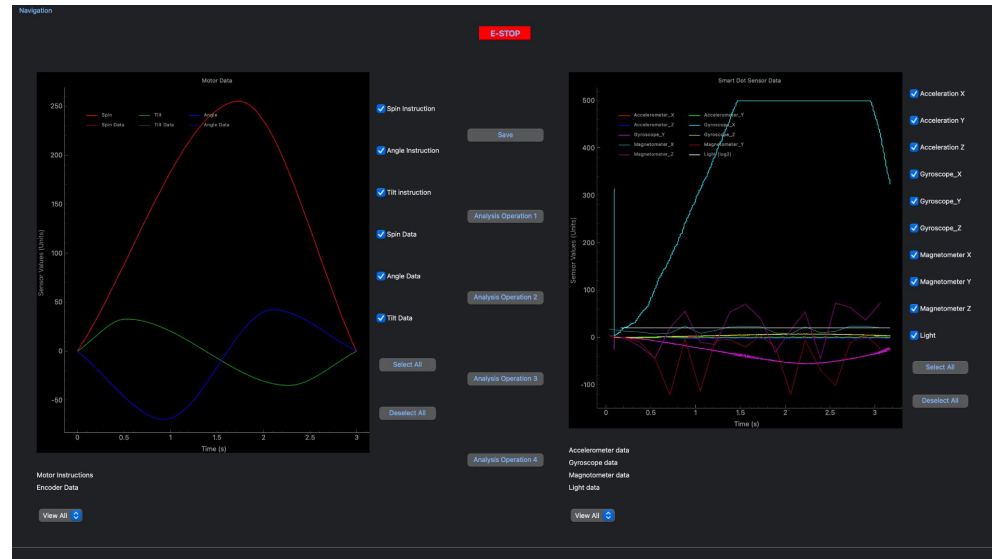 Navigation
E-STOP
Motor Data
Spin Tilt Angle
Spin Data Tilt Data Angle Data
Sensor Values (Units)
250
200
150
100
50
0
-50
0 0.5 1 1.5 2 2.5 3
Time (s)
Spin Instruction
Angle Instruction
Tilt instruction
Spin Data
Angle Data
Tilt Data
Select All
Deselect All
Motor Instructions
Encoder Data
View All
Save
Analysis Operation 1
Analysis Operation 2
Analysis Operation 3
Analysis Operation 4
Smart Dot Sensor Data
Accelerometer_X Accelerometer_Y
Accelerometer_Z Gyroscope_X
Gyroscope_Y Gyroscope_Z
Magnetometer_X Magnetometer_Y
Magnetometer_Z Light (log2)
Sensor Values (Units)
500
400
300
200
100
0
-100
0 0.5 1 1.5 2 2.5 3
Time (s)
Acceleration X
Acceleration Y
Acceleration Z
Gyroscope_X
Gyroscope_Y
Gyroscope_Z
Magnetometer X
Magnetometer Y
Magnetometer Z
Light
Select All
Deselect All
Accelerometer data
Gyroscope data
Magnotometer data
Light data
View All